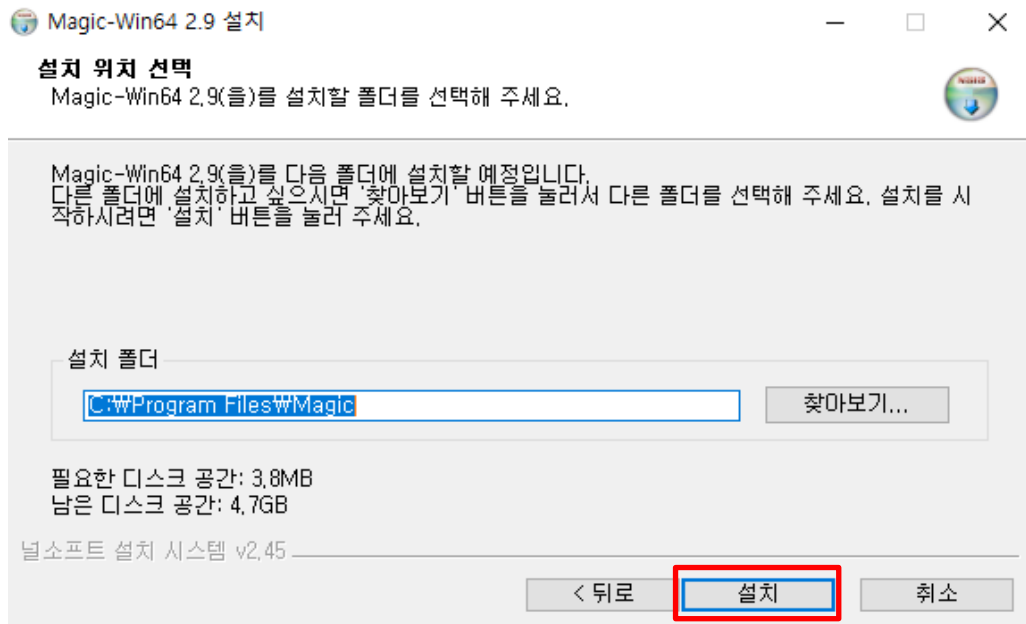 Magic-Win64 2.9 설치
설치 위치 선택
Magic-Win64 2.9(을)를 설치할 폴더를 선택해 주세요.
Magic-Win64 2.9(을)를 다음 폴더에 설치할 예정입니다.
다른 폴더에 설치하고 싶으시면 '찾아보기' 버튼을 눌러서 다른 폴더를 선택해 주세요. 설치를 시
작하시려면 '설치' 버튼을 눌러 주세요.
설치 폴더
C:₩Program Files₩Magic
찾아보기...
필요한 디스크 공간: 3.8MB
남은 디스크 공간: 4.7GB
널소프트 설치 시스템 v2.45
< 뒤로
설치
취소